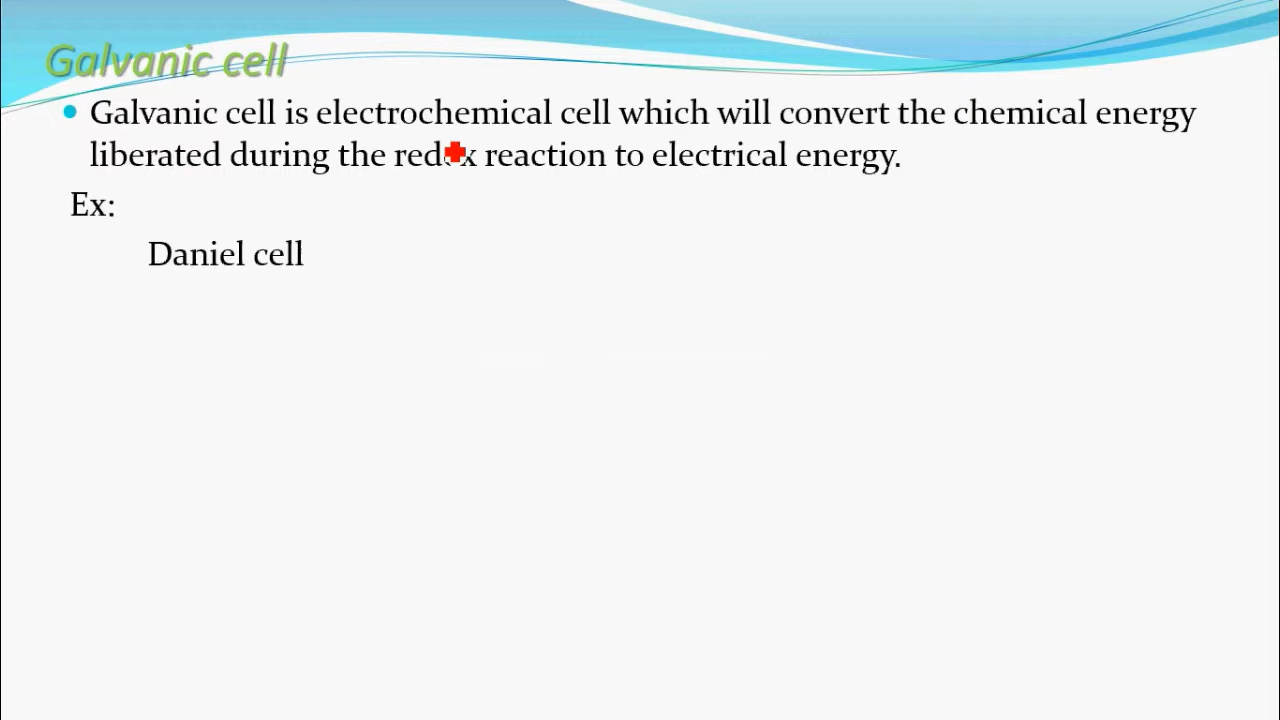 Galvanic cell
Galvanic cell is electrochemical cell which will convert the chemical energy
liberated during the redox reaction to electrical energy.
Ex:
Daniel cell